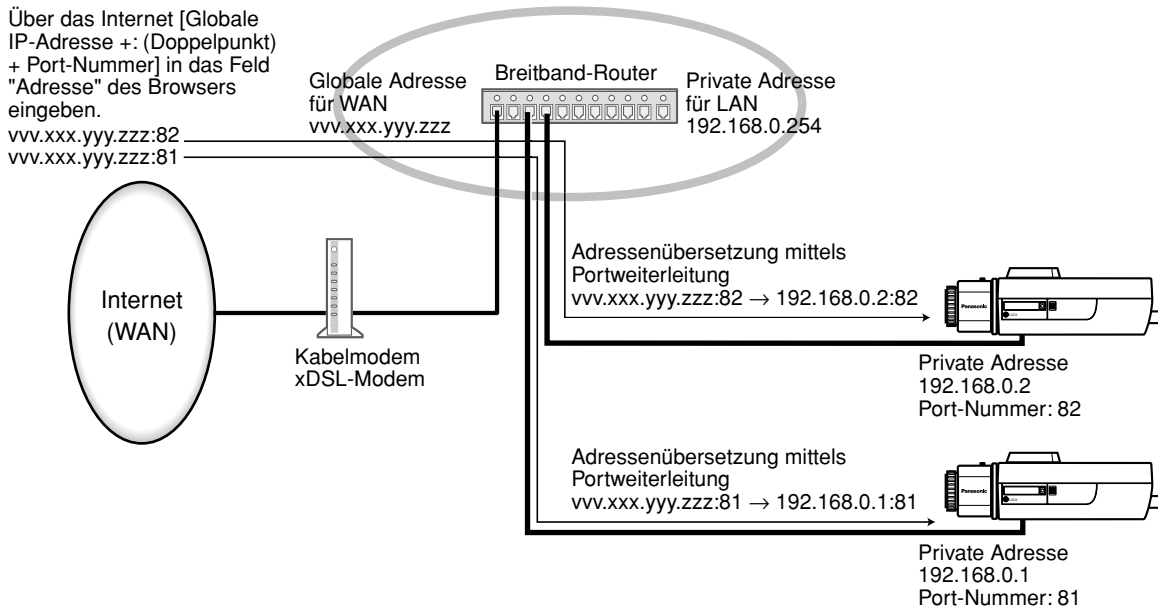 Über das Internet [Globale
IP-Adresse +: (Doppelpunkt)
+ Port-Nummer] in das Feld
"Adresse" des Browsers
eingeben.
vvv.xxx.yyy.zzz:82
vvv.xxx.yyy.zzz:81
Globale Adresse
für WAN
vvv.xxx.yyy.zzz
Breitband-Router
Private Adresse
für LAN
192.168.0.254
Internet
(WAN)
Kabelmodem
xDSL-Modem
Adressenübersetzung mittels
Portweiterleitung
vvv.xxx.yyy.zzz:82 → 192.168.0.2:82
Panasonic
Private Adresse
192.168.0.2
Port-Nummer: 82
Adressenübersetzung mittels
Portweiterleitung
vvv.xxx.yyy.zzz:81 → 192.168.0.1:81
Panasonic
Private Adresse
192.168.0.1
Port-Nummer: 81